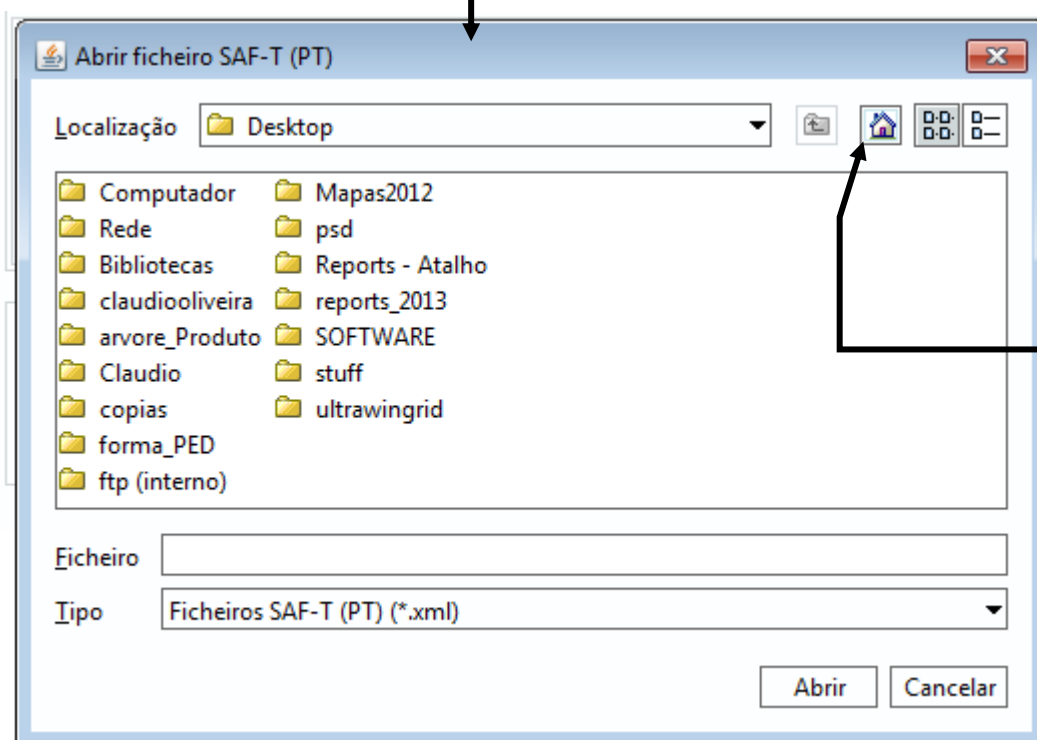 Abrir ficheiro SAF-T (PT)
Localização Desktop
Computador Mapas2012
Rede psd
Bibliotecas Reports - Atalho
claudiooliveira reports_2013
arvore_Produto SOFTWARE
Claudio stuff
copias ultrawingrid
forma_PED
ftp (interno)
Ficheiro
Tipo Ficheiros SAF-T (PT) (*.xml)
Abrir Cancelar